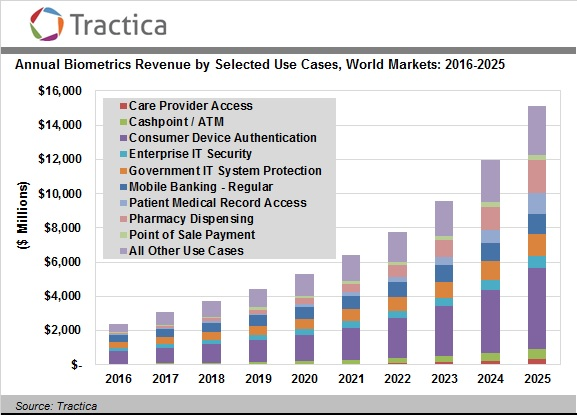 Tractica
Annual Biometrics Revenue by Selected Use Cases, World Markets: 2016-2025
($ Millions)
$16,000
$14,000
$12,000
$10,000
$8,000
$6,000
$4,000
$2,000
$-
Care Provider Access
Cashpoint / ATM
Consumer Device Authentication
Enterprise IT Security
Government IT System Protection
Mobile Banking - Regular
Patient Medical Record Access
Pharmacy Dispensing
Point of Sale Payment
All Other Use Cases
2016 2017 2018 2019 2020 2021 2022 2023 2024 2025
Source: Tractica